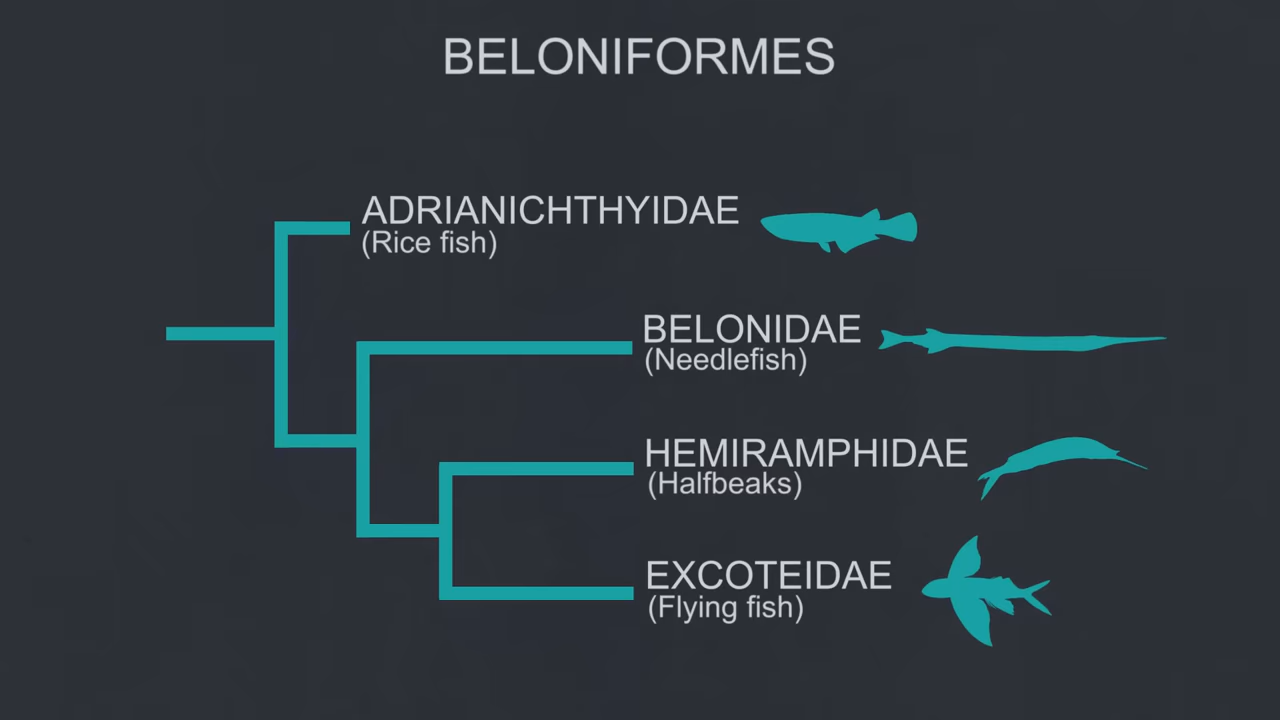 BELONIFORMES
ADRIANICHTHYIDAE
(Rice fish)
BELONIDAE
(Needlefish)
HEMIRAMPHIDAE
(Halfbeaks)
EXCOTEIDAE
(Flying fish)